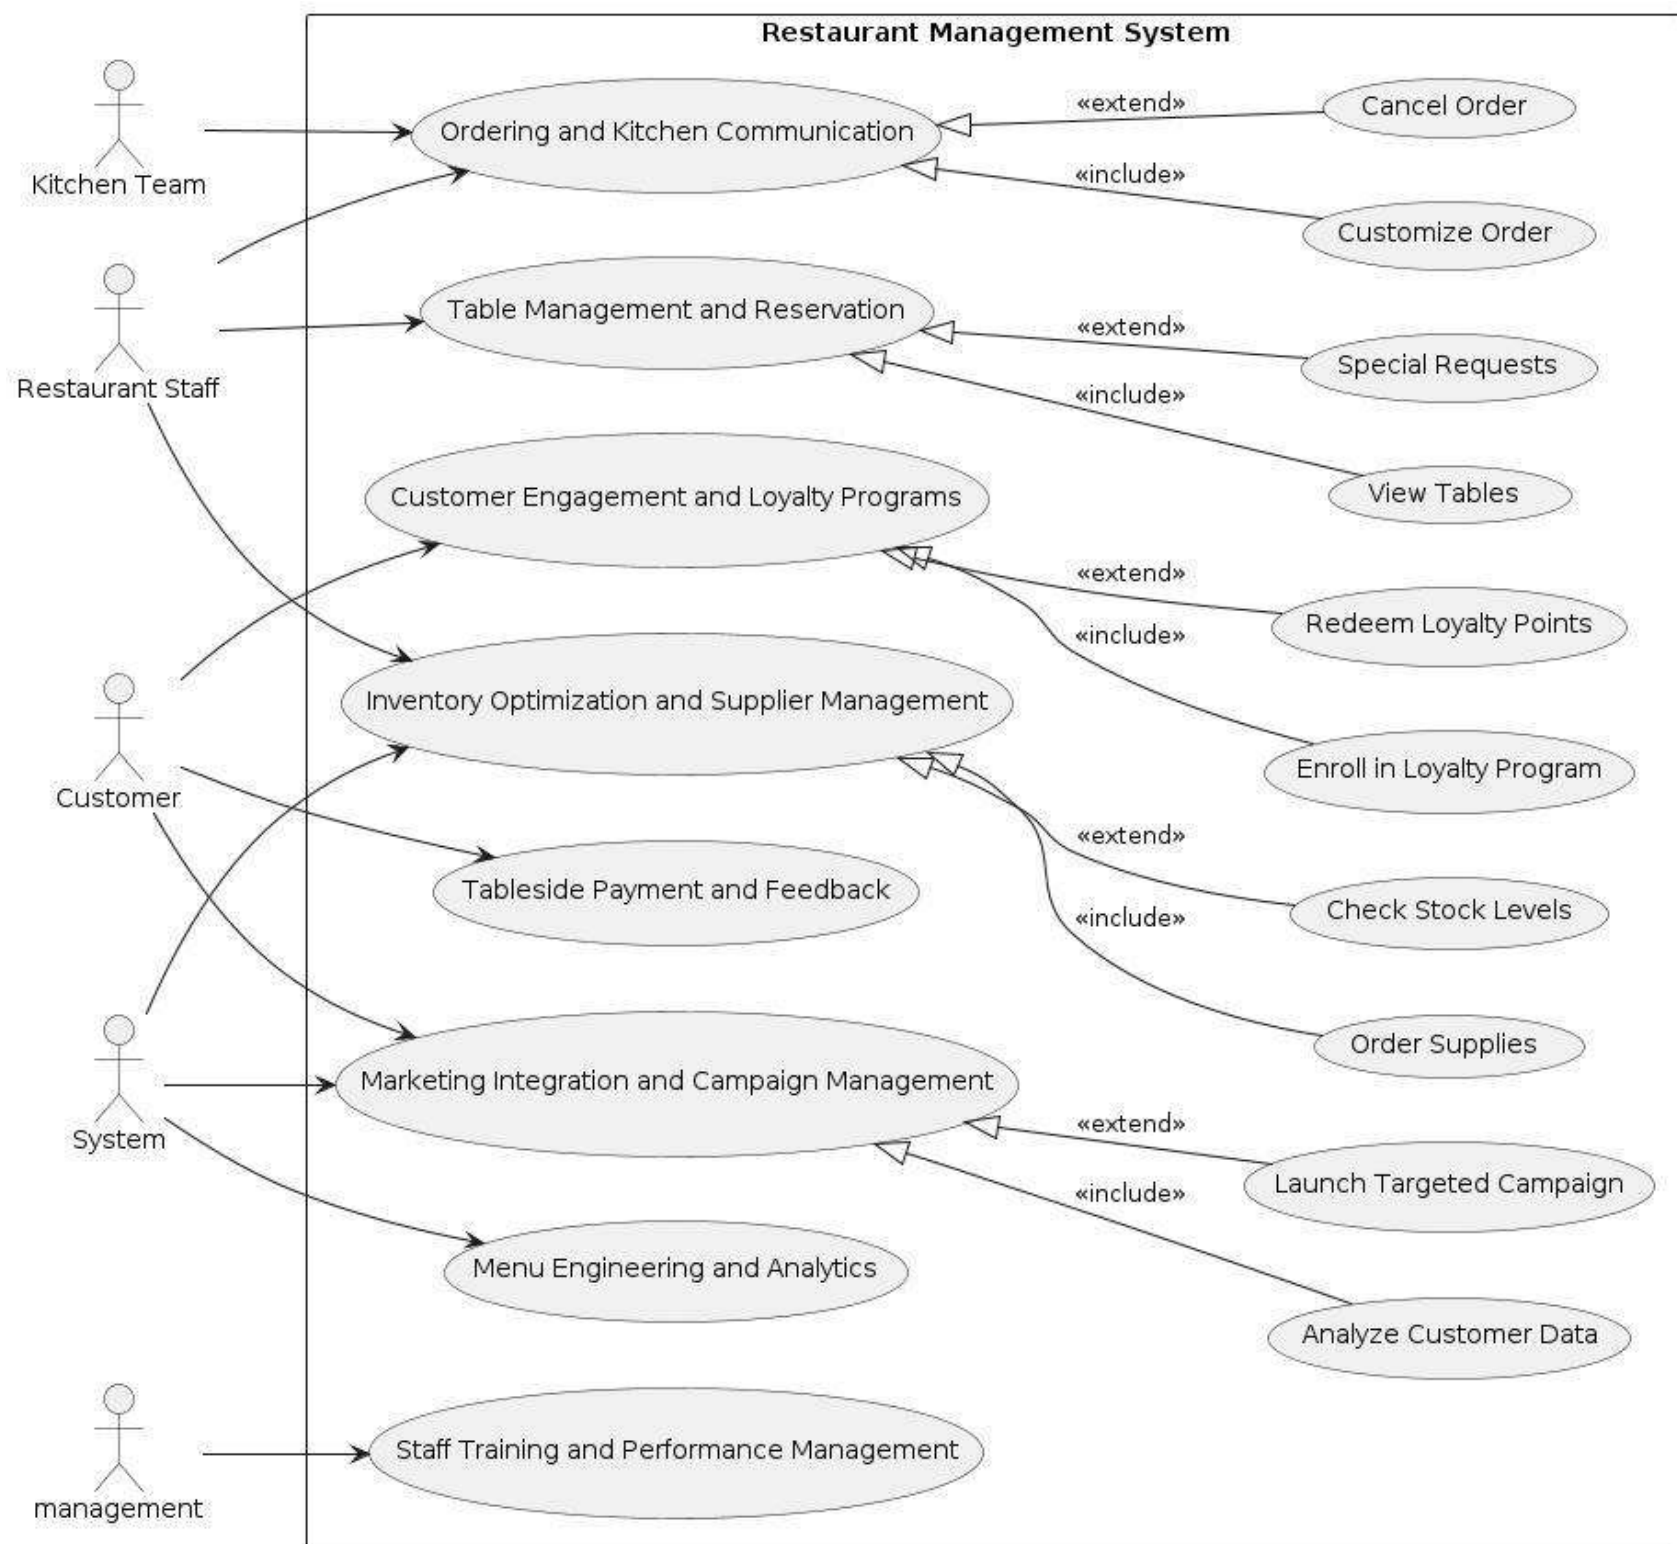 Restaurant Management System
Kitchen Team
Ordering and Kitchen Communication
«extend»
Cancel Order
«include»
Customize Order
Restaurant Staff
Table Management and Reservation
«extend»
Special Requests
«include»
View Tables
Customer Engagement and Loyalty Programs
«extend»
Redeem Loyalty Points
«include»
Enroll in Loyalty Program
Customer
Inventory Optimization and Supplier Management
«extend»
Check Stock Levels
«include»
Order Supplies
Tableside Payment and Feedback
System
Marketing Integration and Campaign Management
«extend»
Launch Targeted Campaign
«include»
Analyze Customer Data
Menu Engineering and Analytics
management
Staff Training and Performance Management